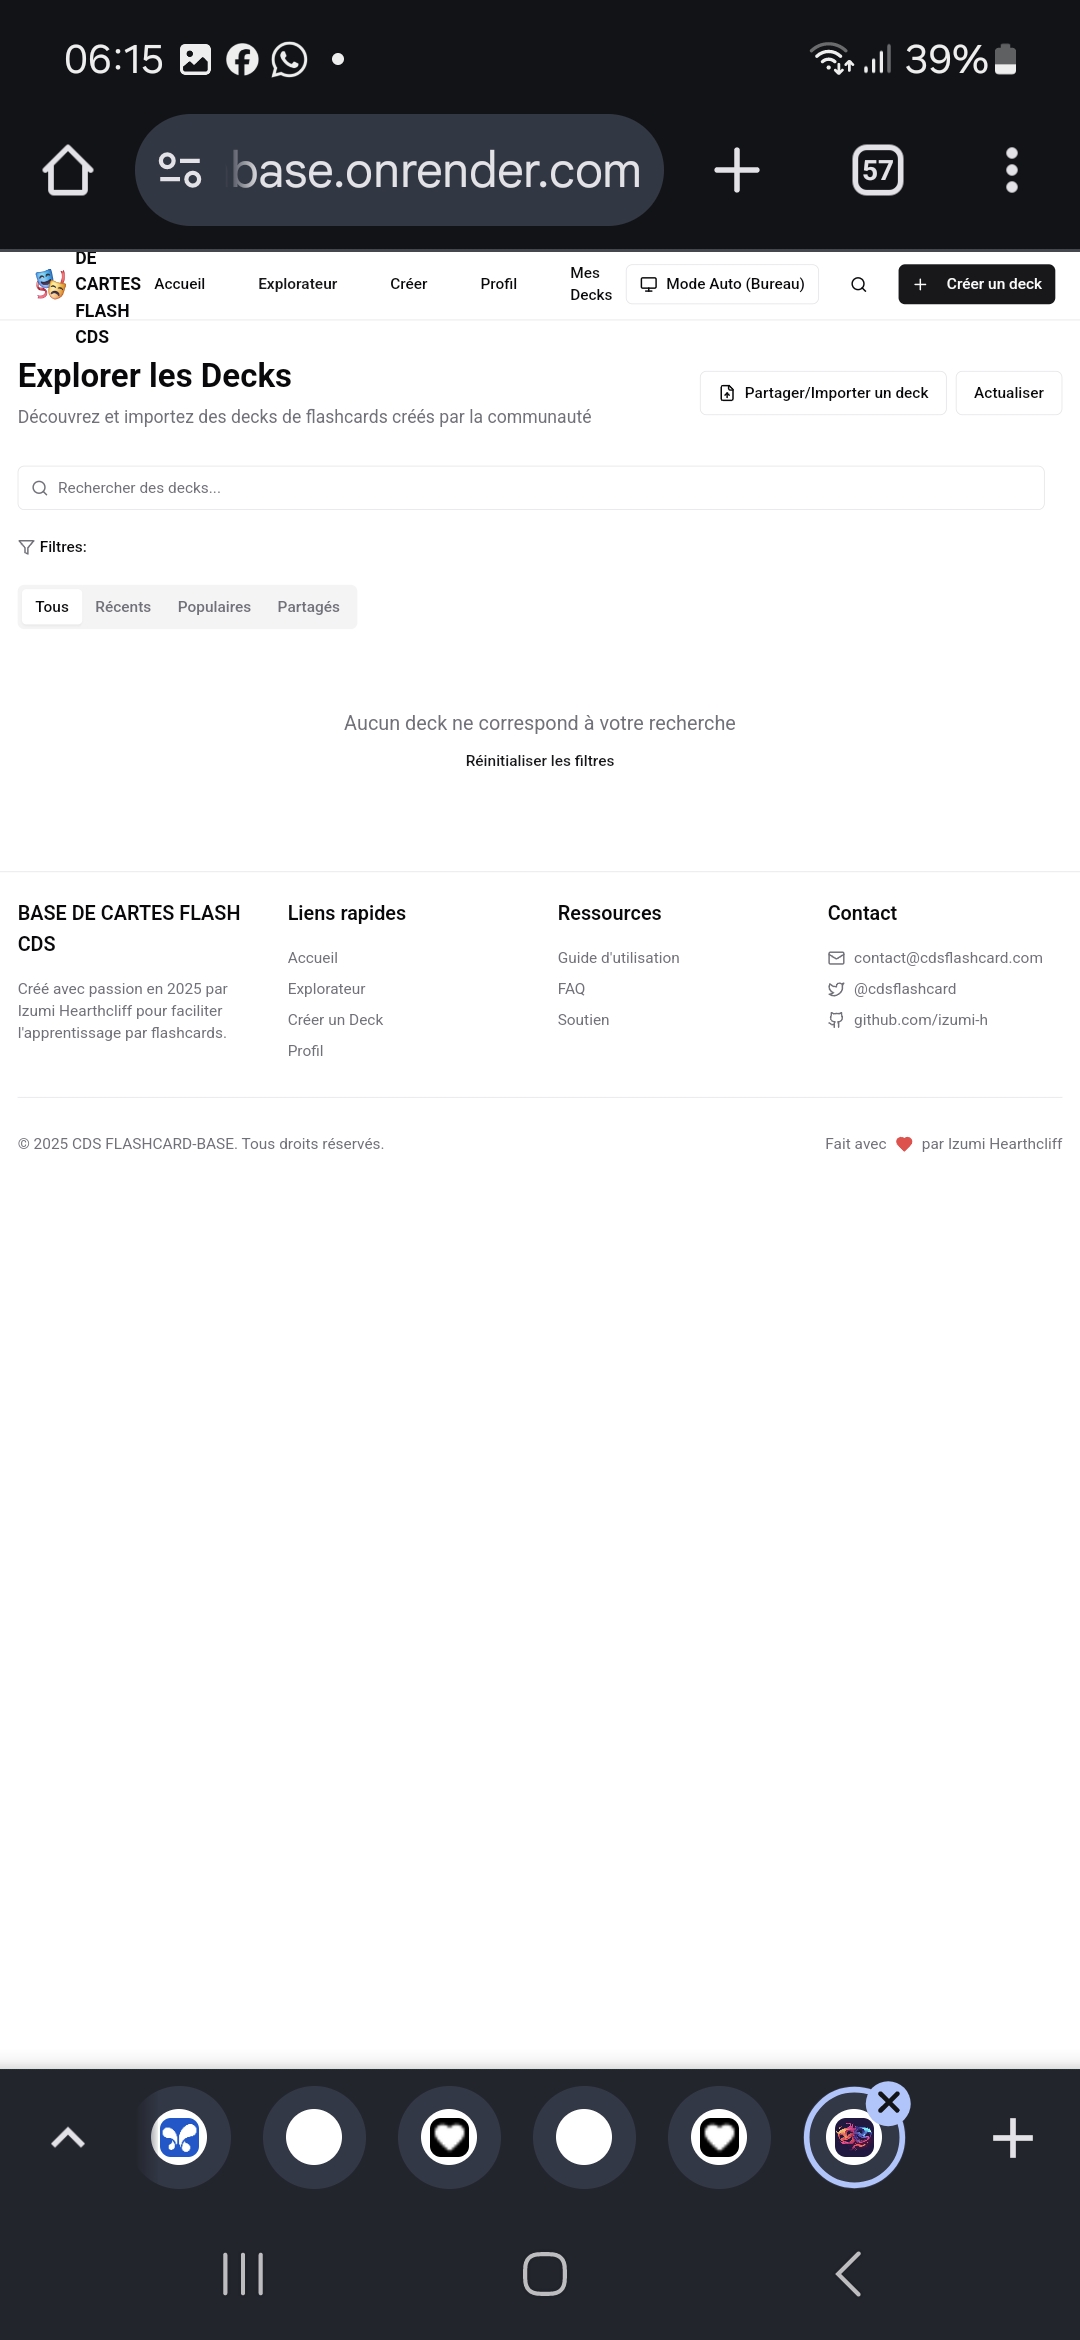 06:15
39%
base.onrender.com
57
DE
CARTES
FLASH
CDS
Accueil
Explorateur
Créer
Profil
Mes
Decks
Mode Auto (Bureau)
Créer un deck
Explorer les Decks
Découvrez et importez des decks de flashcards créés par la communauté
Partager/Importer un deck
Actualiser
Rechercher des decks...
Filtres:
Tous
Récents
Populaires
Partagés
Aucun deck ne correspond à votre recherche
Réinitialiser les filtres
BASE DE CARTES FLASH
CDS
Créé avec passion en 2025 par
Izumi Hearthcliff pour faciliter
l'apprentissage par flashcards.
Liens rapides
Accueil
Explorateur
Créer un Deck
Profil
Ressources
Guide d'utilisation
FAQ
Soutien
Contact
contact@cdsflashcard.com
@cdsflashcard
github.com/izumi-h
© 2025 CDS FLASHCARD-BASE. Tous droits réservés.
Fait avec
par Izumi Hearthcliff